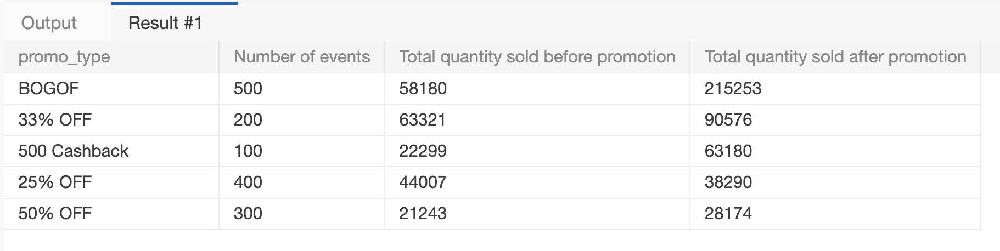 Output Result #1
promo_type Number of events Total quantity sold before promotion Total quantity sold after promotion
BOGOF 500 58180 215253
33% OFF 200 63321 90576
500 Cashback 100 22299 63180
25% OFF 400 44007 38290
50% OFF 300 21243 28174